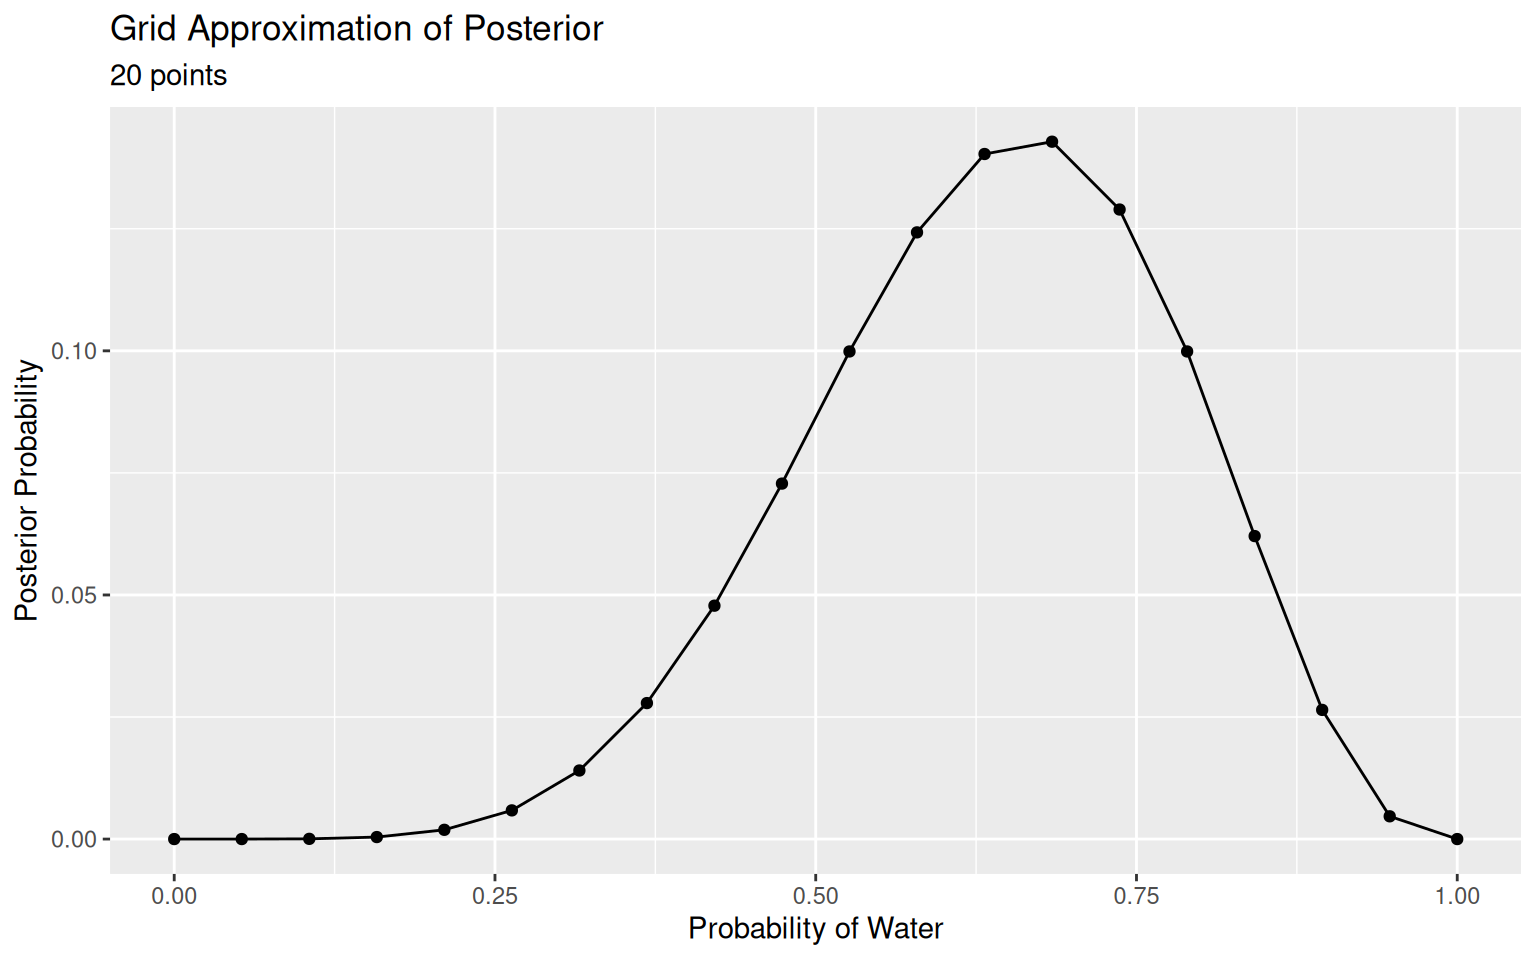 Grid Approximation of Posterior
20 points
Posterior Probability
0.10
0.05
0.00
0.00 0.25 0.50 0.75 1.00
Probability of Water